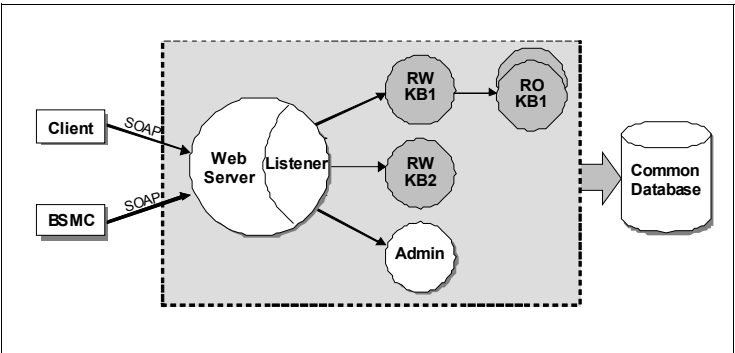 Client
SOAP
BSMC
SOAP
Web
Server
Listener
RW
KB1
RO
KB1
RW
KB2
Admin
Common
Database